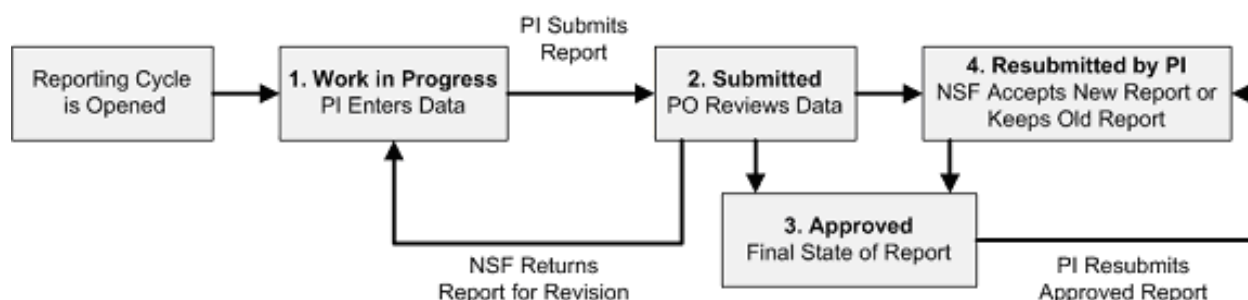 PI Submits
Report
Reporting Cycle
is Opened
1. Work in Progress
PI Enters Data
2. Submitted
PO Reviews Data
4. Resubmitted by PI
NSF Accepts New Report or
Keeps Old Report
3. Approved
Final State of Report
NSF Returns
Report for Revision
PI Resubmits
Approved Report